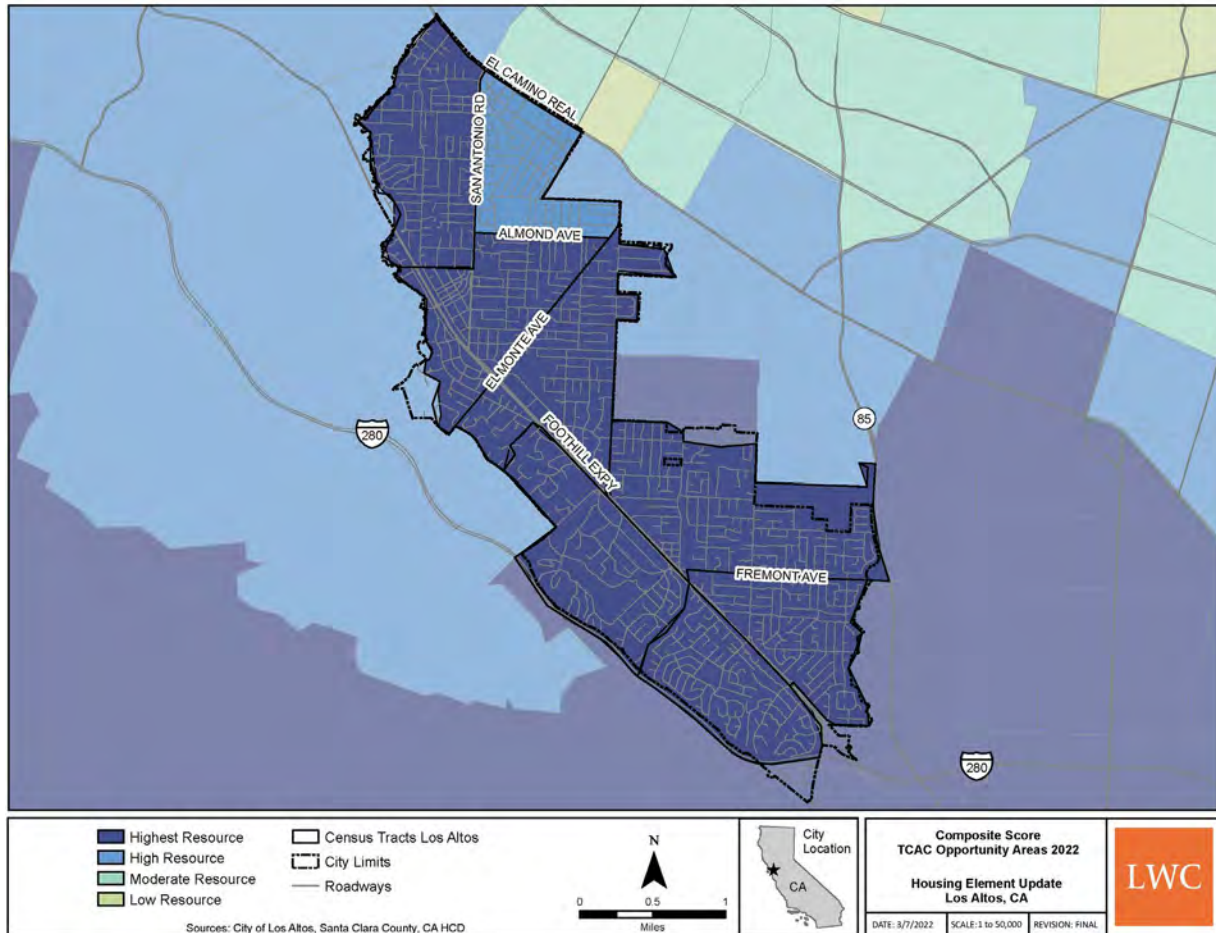 EL CAMINO REAL
SAN ANTONIO RD
ALMOND AVE
EL MONTE AVE
FOOTHILL EXPY
280
85
FREMONT AVE
280
Highest Resource
High Resource
Moderate Resource
Low Resource
Census Tracts Los Altos
City Limits
Roadways
Sources: City of Los Altos, Santa Clara County, CA HCD
N
0 0.5 1
Miles
City
Location
CA
Composite Score
TCAC Opportunity Areas 2022
Housing Element Update
Los Altos, CA
DATE: 3/7/2022 SCALE:1 to 50,000 REVISION: FINAL
LWC